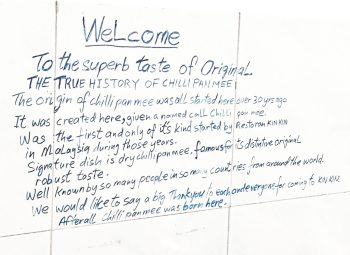 WeLcome
To the superb taste of Original
THE TRUE HISTORY OF CHILLI PAN MEE
The origin of chilli pan mee was all started here over 30 yrs ago
It was created here, given a named call Chilli pan mee.
Was the first and only of its kind started by Restoran KIN KIN
in Malaysia during those years.
Signature dish is dry chilli pan mee. famous for its distintive original
robust taste.
Well known by so many people in so many countries from around the world.
We would like to say a big Thank you to each and everyone for coming to KIN KIN.
Afterall Chilli pan mee was born here.